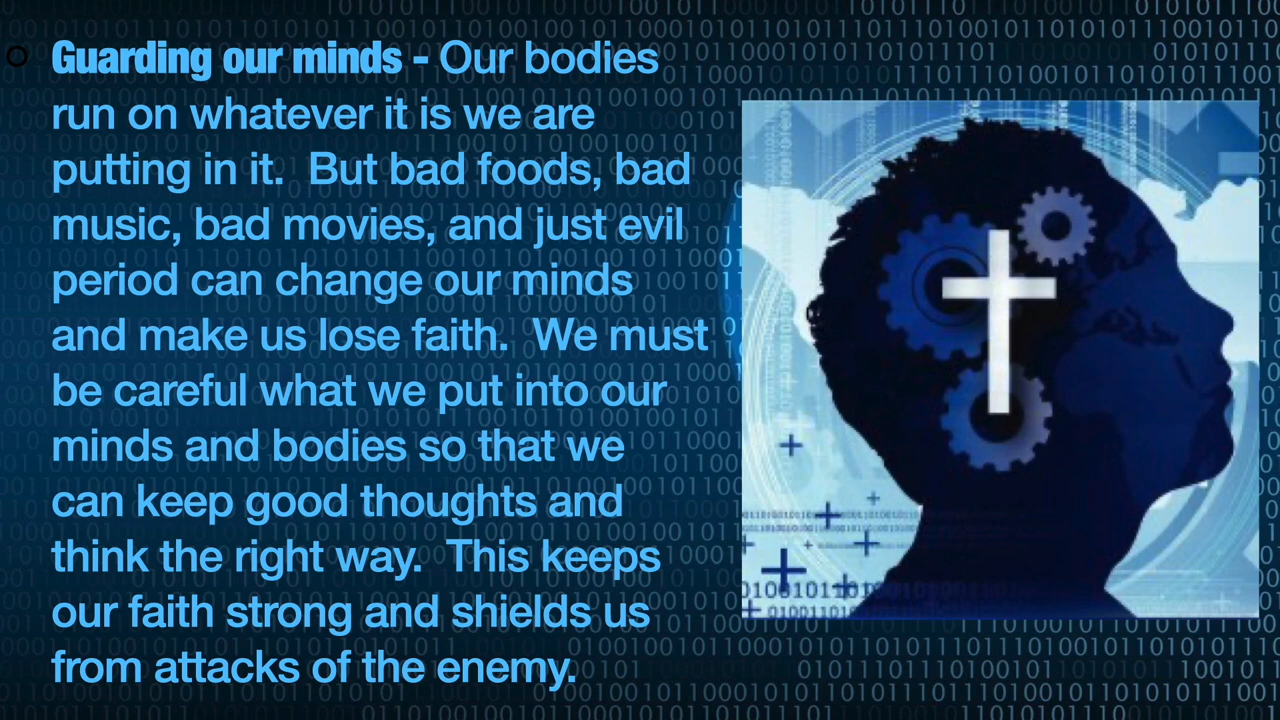 Guarding our minds - Our bodies
run on whatever it is we are
putting in it.  But bad foods, bad
music, bad movies, and just evil
period can change our minds
and make us lose faith.  We must
be careful what we put into our
minds and bodies so that we
can keep good thoughts and
think the right way.  This keeps
our faith strong and shields us
from attacks of the enemy.